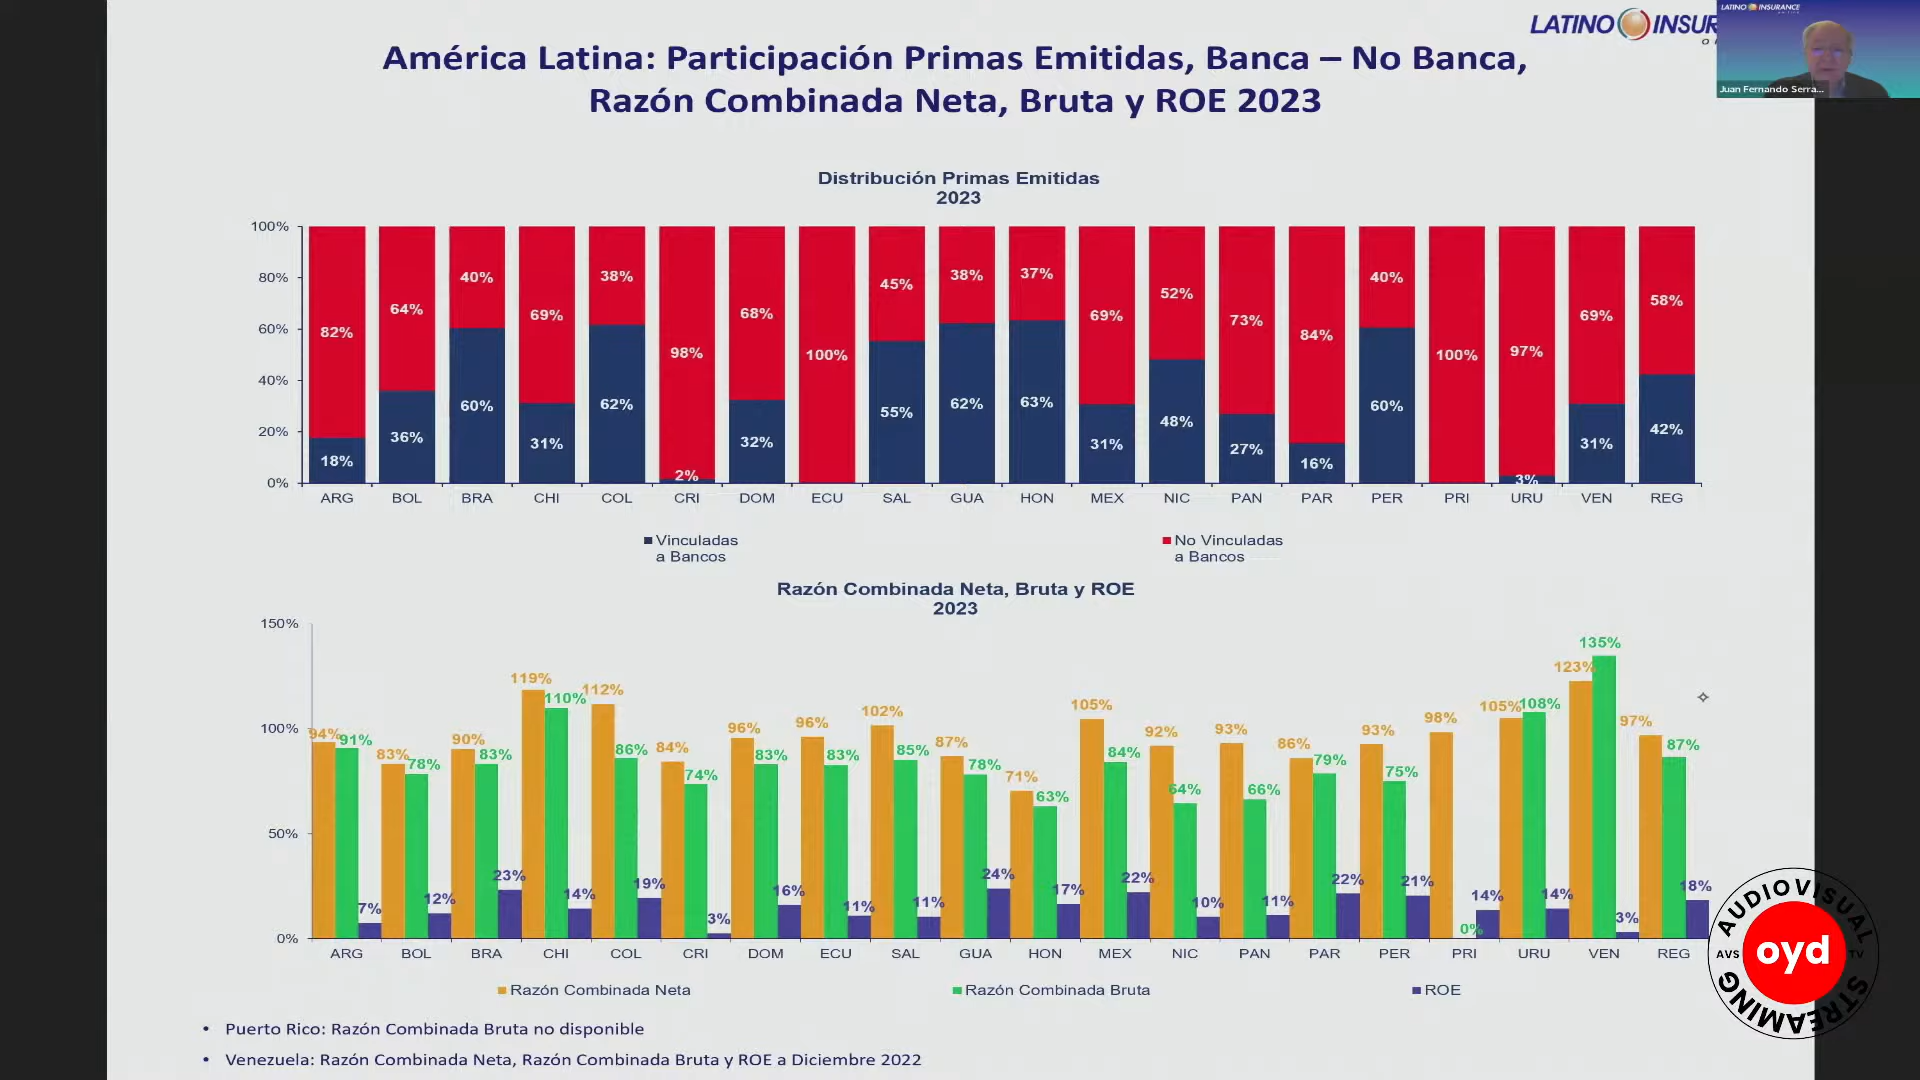 LATINO INSUR
LATINO INSURANCE
Juan Fernando Serra...
América Latina: Participación Primas Emitidas, Banca – No Banca,
Razón Combinada Neta, Bruta y ROE 2023
Distribución Primas Emitidas
2023
100%
80%
60%
40%
20%
0%
82% 64% 40% 69% 38% 98% 68% 100% 45% 38% 37% 69% 52% 73% 84% 40% 100% 97% 69% 58%
18% 36% 60% 31% 62% 2% 32% 55% 62% 63% 31% 48% 27% 16% 60% 3% 31% 42%
ARG BOL BRA CHI COL CRI DOM ECU SAL GUA HON MEX NIC PAN PAR PER PRI URU VEN REG
Vinculadas
a Bancos
No Vinculadas
a Bancos
Razón Combinada Neta, Bruta y ROE
2023
150%
100%
50%
0%
94% 83% 90% 119% 112% 84% 96% 96% 102% 87% 71% 105% 92% 93% 86% 93% 98% 105% 123% 97%
91% 78% 83% 110% 86% 74% 83% 83% 85% 78% 63% 84% 64% 66% 79% 75% 0% 108% 135% 87%
7% 12% 23% 14% 19% 3% 16% 11% 11% 24% 17% 22% 10% 11% 22% 21% 14% 14% 3% 18%
ARG BOL BRA CHI COL CRI DOM ECU SAL GUA HON MEX NIC PAN PAR PER PRI URU VEN REG
Razón Combinada Neta
Razón Combinada Bruta
ROE
• Puerto Rico: Razón Combinada Bruta no disponible
• Venezuela: Razón Combinada Neta, Razón Combinada Bruta y ROE a Diciembre 2022
AUDIOVISUAL
AVS oyd TV
STREAMING